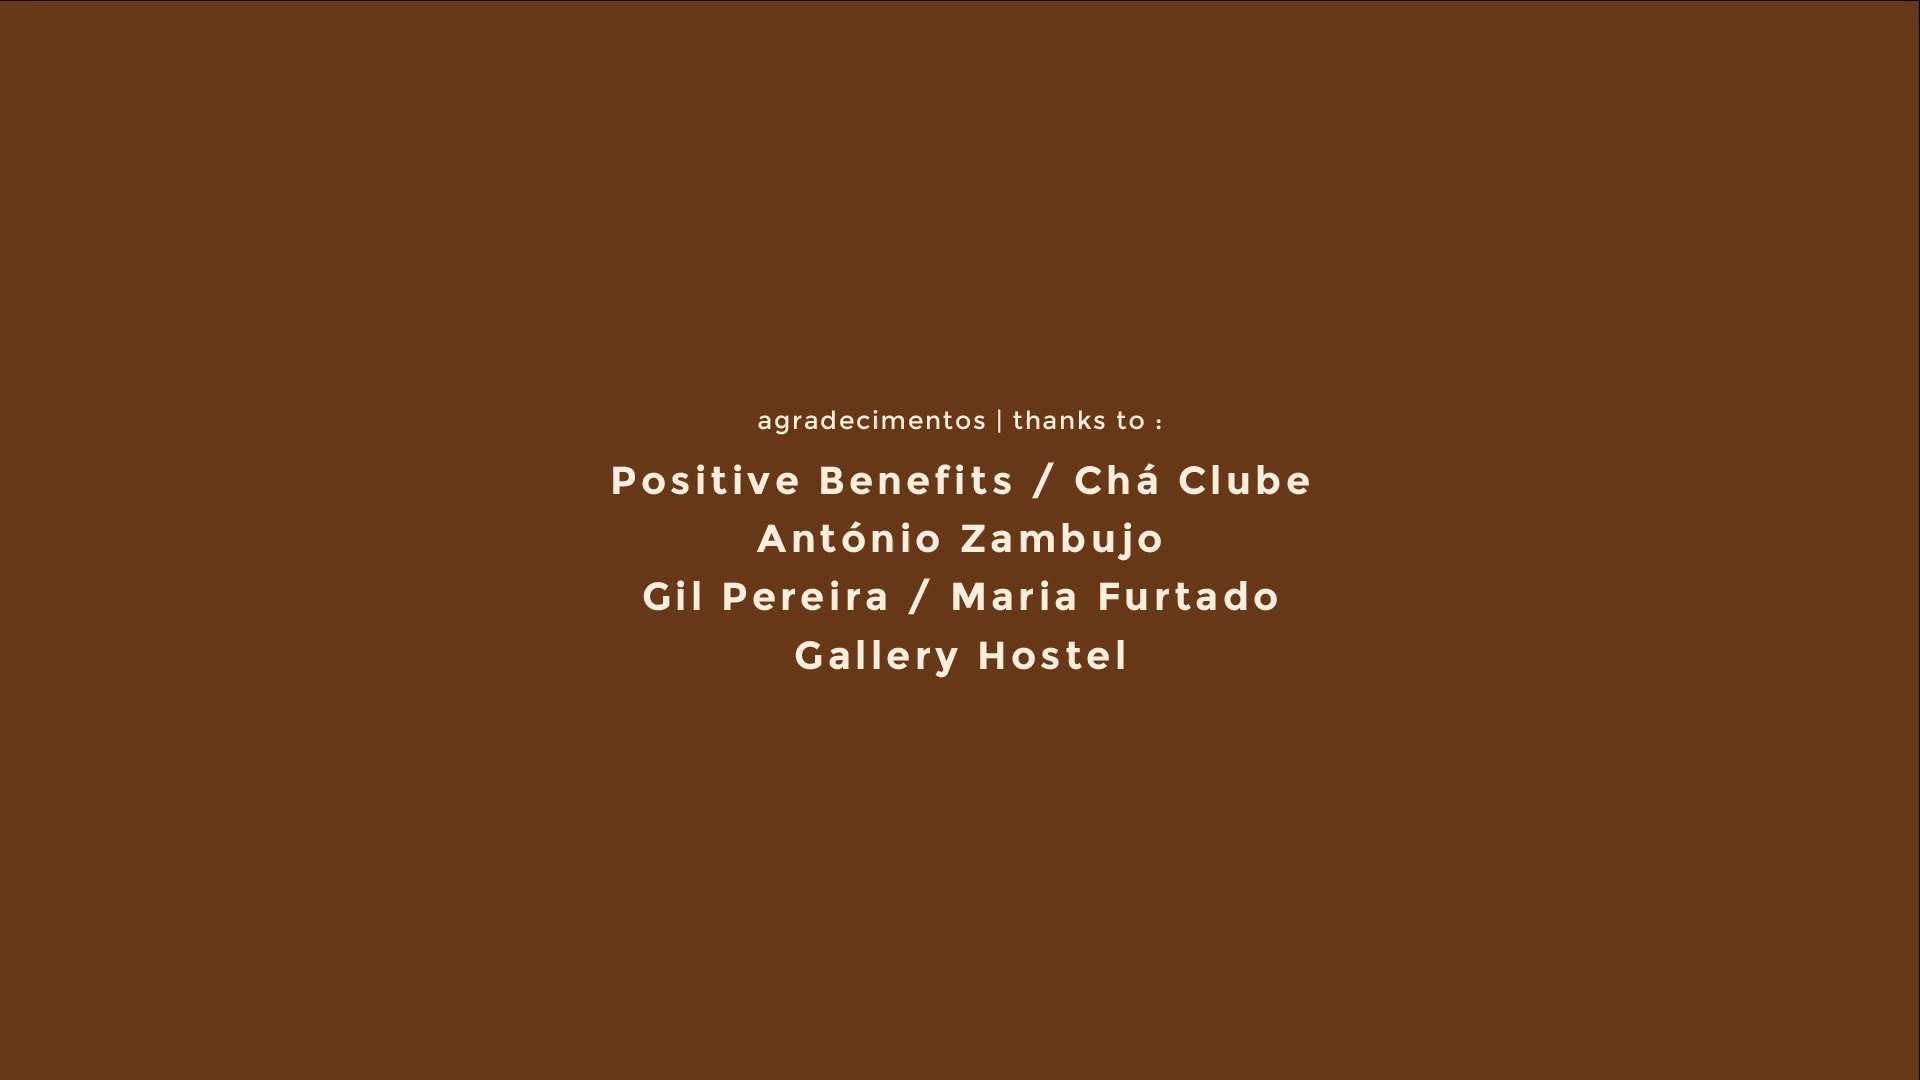 agradecimentos | thanks to :
Positive Benefits / Chá Clube
António Zambujo
Gil Pereira / Maria Furtado
Gallery Hostel